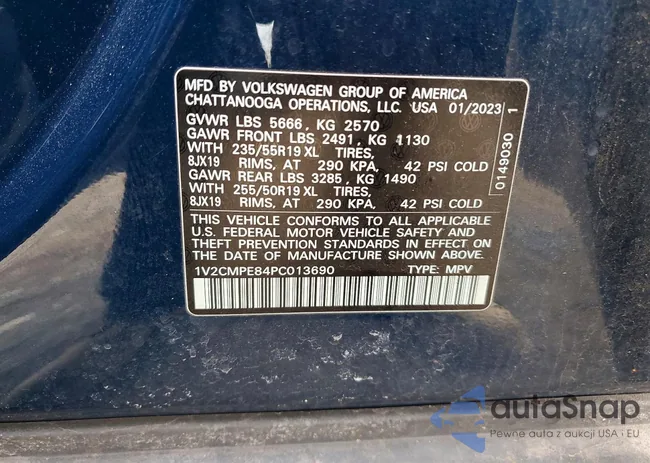 MFD BY VOLKSWAGEN GROUP OF AMERICA
CHATTANOOGA OPERATIONS, LLC. USA 01/2023
GVWR LBS 5666, KG 2570
GAWR FRONT LBS 2491, KG 1130
WITH 235/55R19 XL TIRES,
8JX19 RIMS, AT 290 KPA, 42 PSI COLD
GAWR REAR LBS 3285, KG 1490
WITH 255/50R19 XL TIRES,
8JX19 RIMS, AT 290 KPA, 42 PSI COLD
THIS VEHICLE CONFORMS TO ALL APPLICABLE
U.S. FEDERAL MOTOR VEHICLE SAFETY AND
THEFT PREVENTION STANDARDS IN EFFECT ON
THE DATE OF MANUFACTURE SHOWN ABOVE.
1V2CMPE84PC013690 TYPE: MPV
0149030 1
autaSnap
Pewne auta z aukcji USA • EU